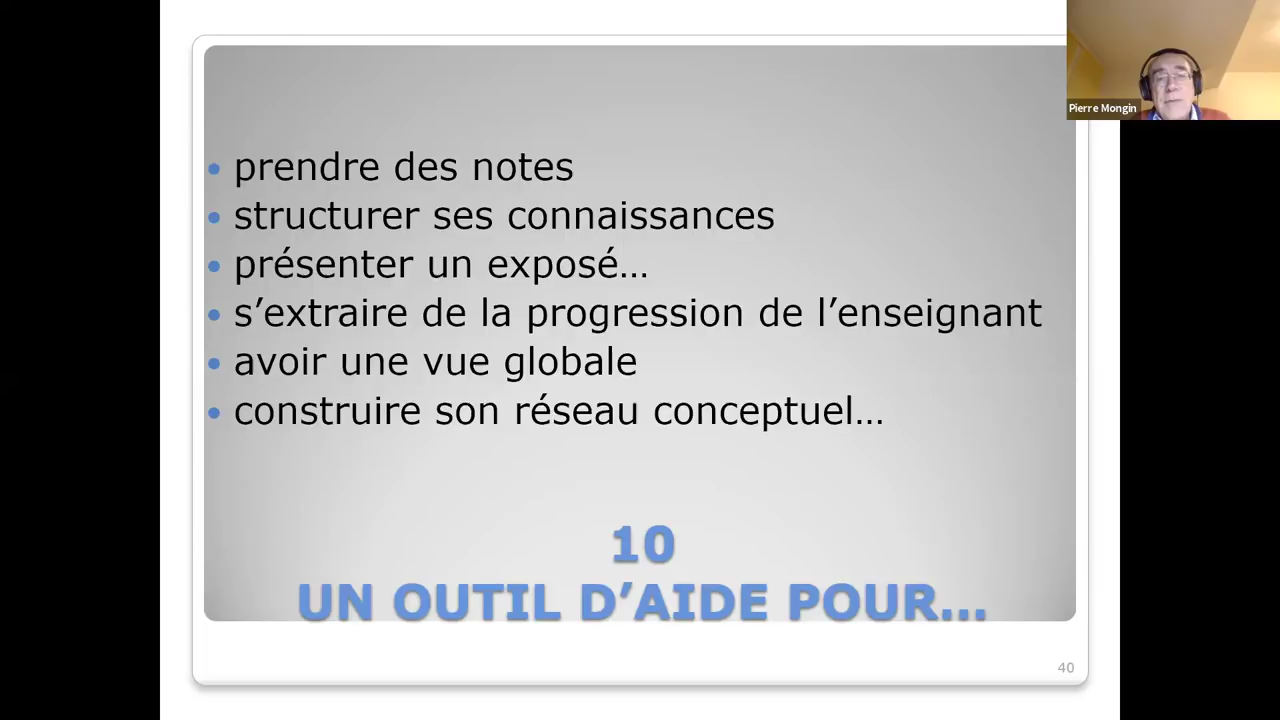 Pierre Mongin
• prendre des notes
• structurer ses connaissances
• présenter un exposé…
• s’extraire de la progression de l’enseignant
• avoir une vue globale
• construire son réseau conceptuel…
10
UN OUTIL D’AIDE POUR…
40